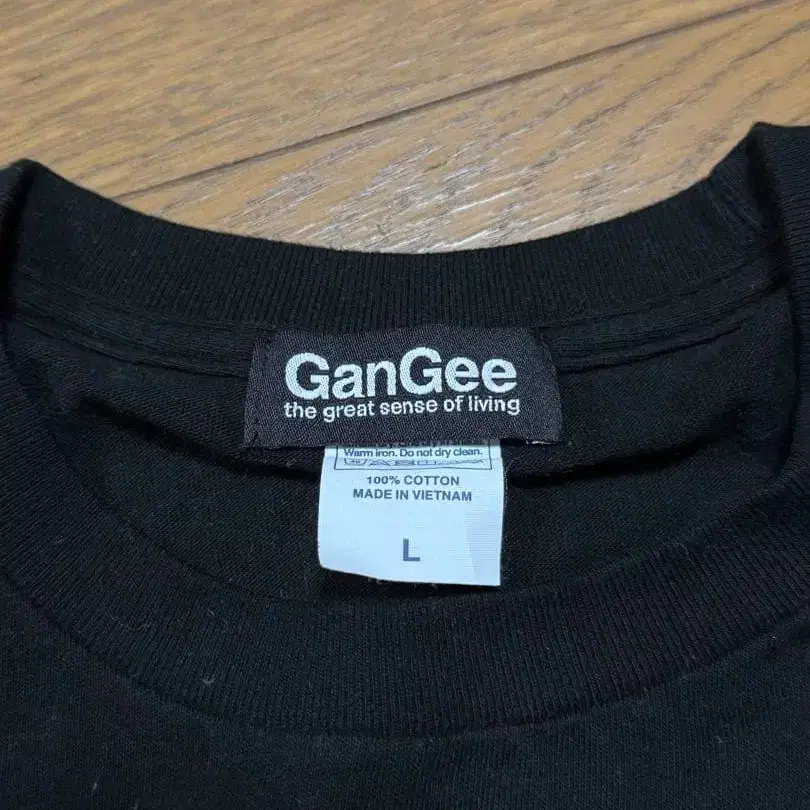 GanGee
the great sense of living
Warm iron. Do not dry clean.
100% COTTON
MADE IN VIETNAM
L